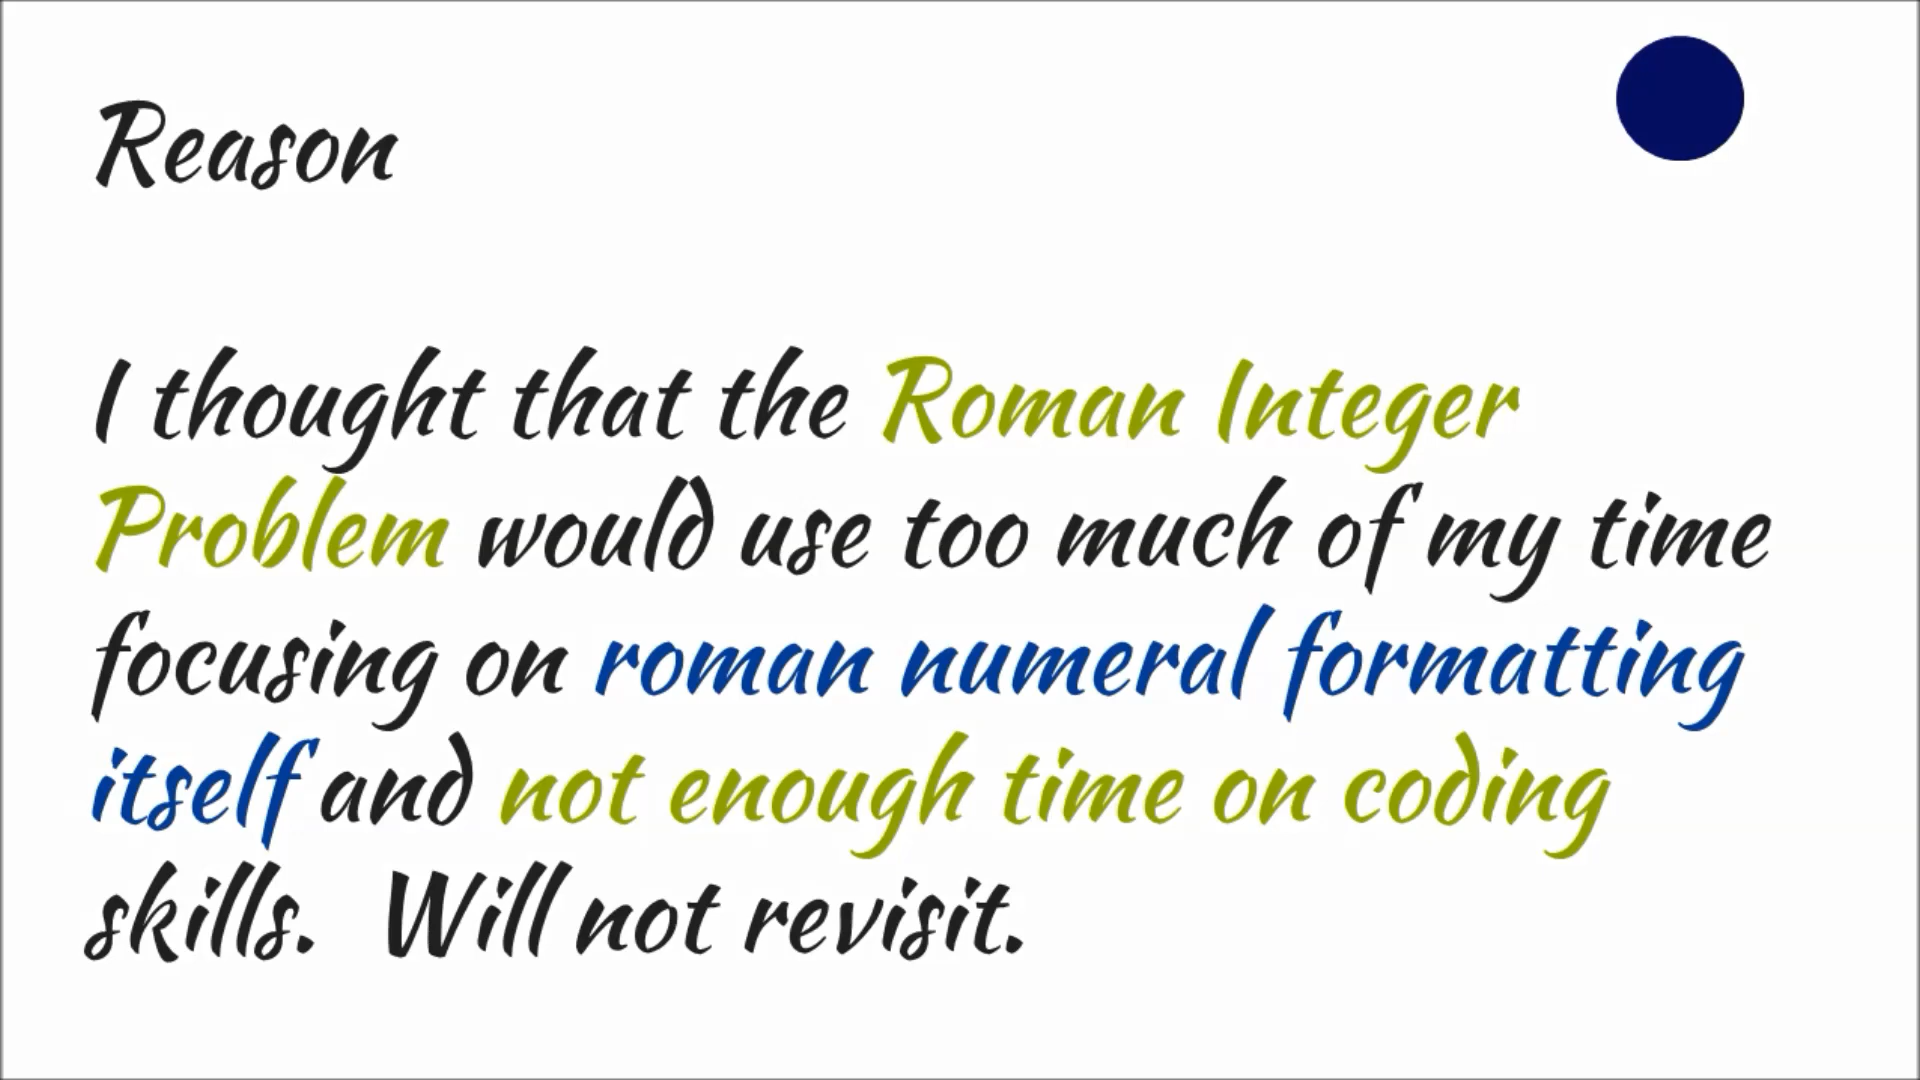 Reason
I thought that the Roman Integer
Problem would use too much of my time
focusing on roman numeral formatting
itself and not enough time on coding
skills.  Will not revisit.